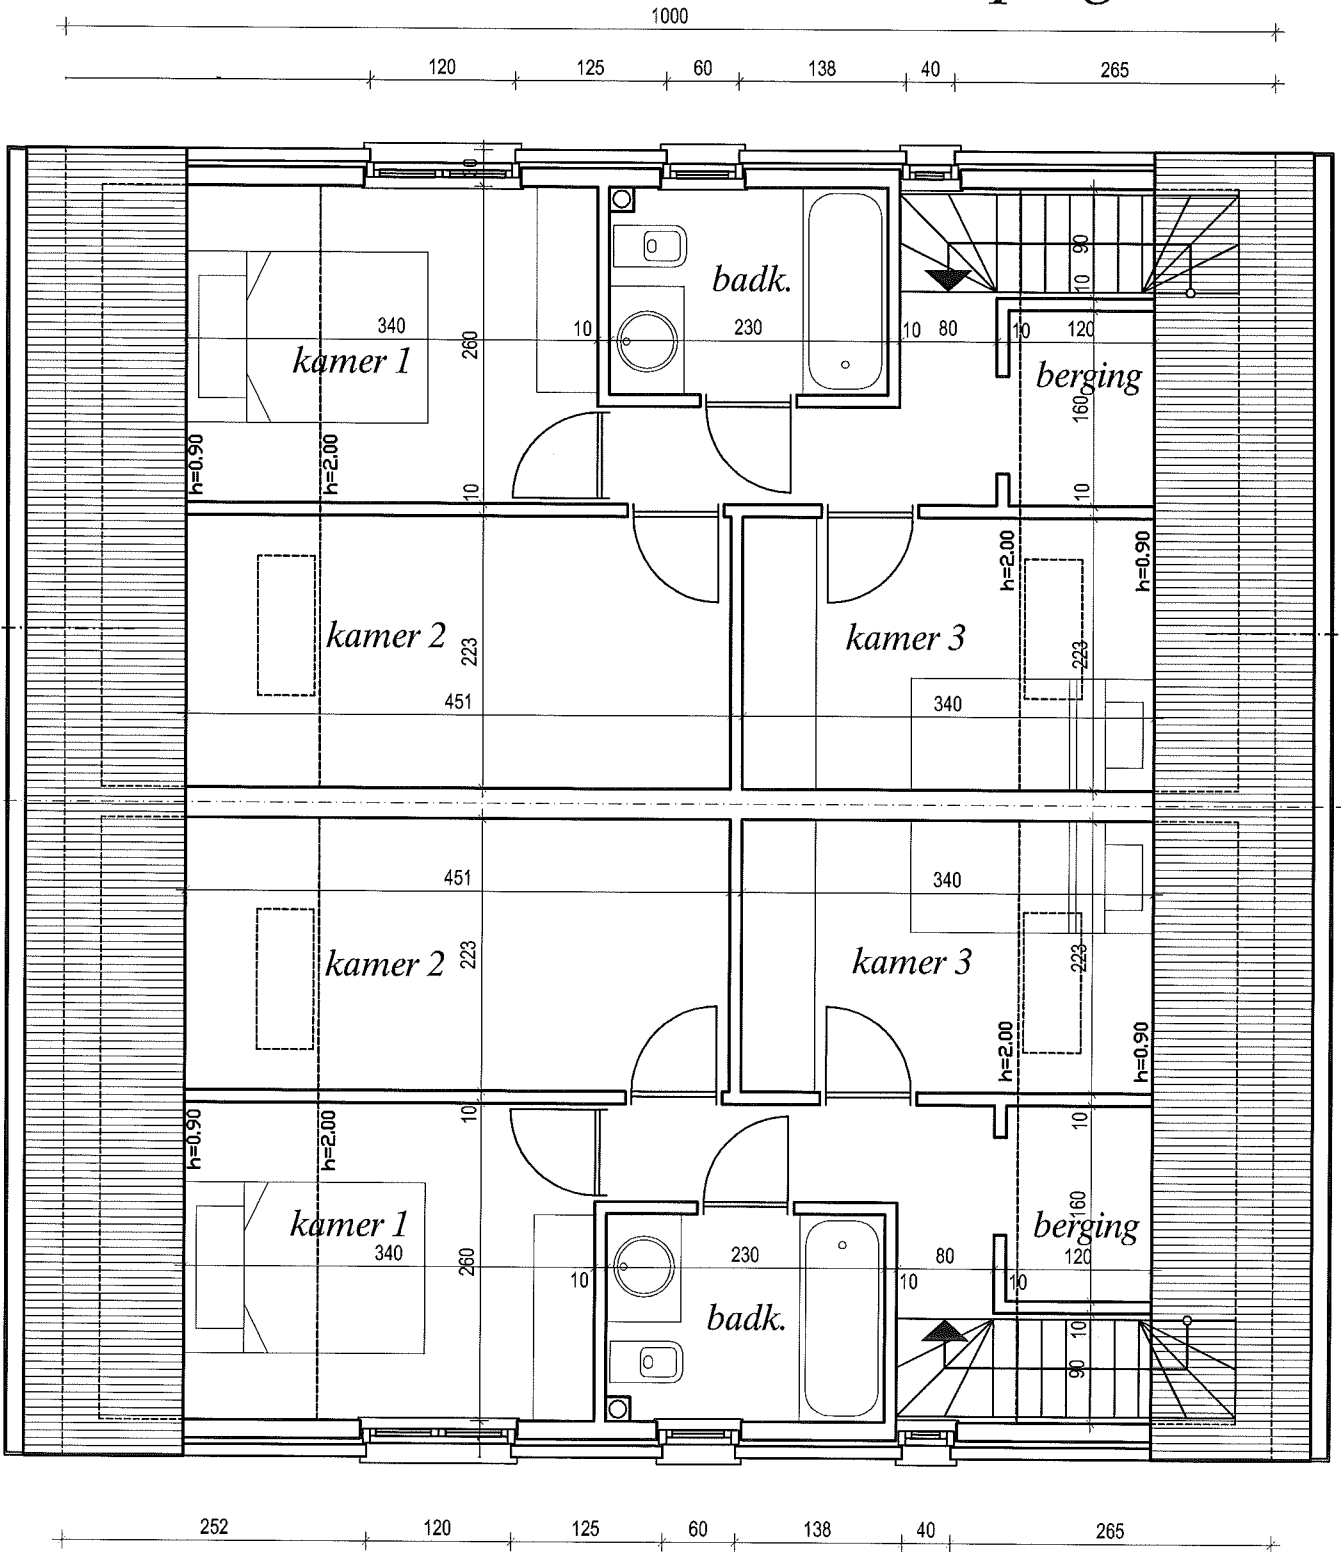 1000
120 125 60 138 40 265
90
badk.
340 10 230 10 80 10 120
260
kamer 1
10
berging
160
h=0.90 h=2.00
10 10
h=2.00 h=0.90
kamer 2 223 kamer 3 223
451 340
451 340
kamer 2 223 kamer 3 223
h=2.00 h=0.90
h=0.90 h=2.00
10 10
160
kamer 1 berging
340 260 10 230 10 80 10 120
badk.
10
90
252 120 125 60 138 40 265